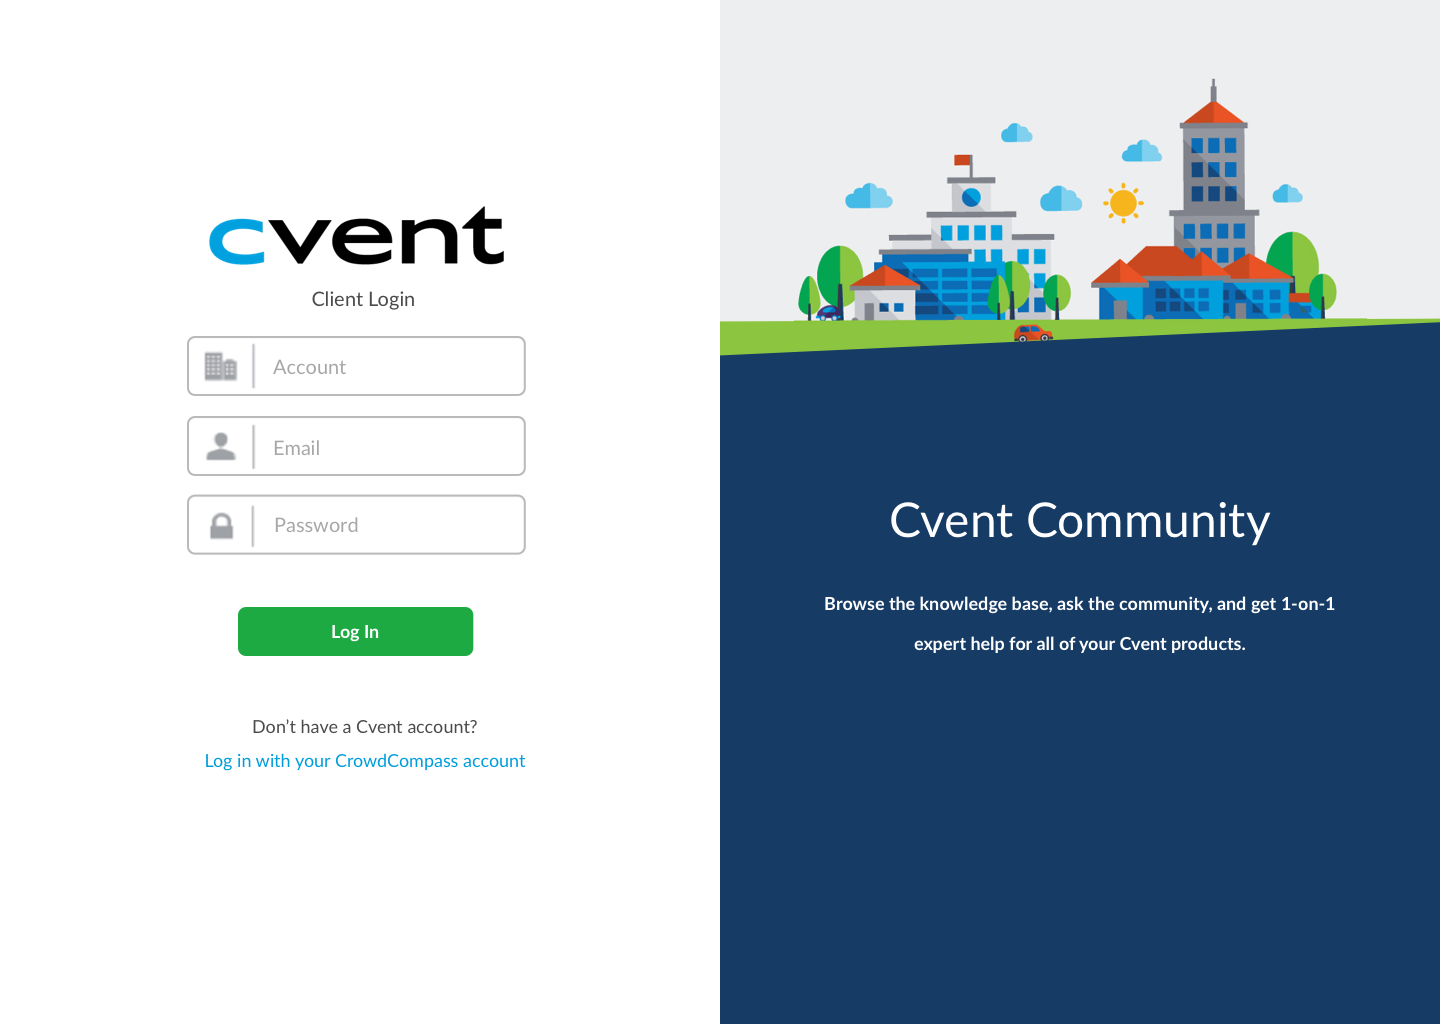 cvent
Client Login
Account
Email
Password
Log In
Don't have a Cvent account?
Log in with your CrowdCompass account
Cvent Community
Browse the knowledge base, ask the community, and get 1-on-1
expert help for all of your Cvent products.